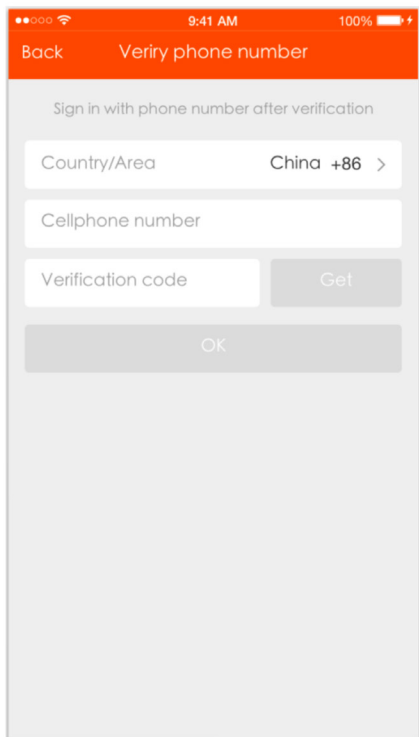 9:41 AM 100%
Back Veriry phone number
Sign in with phone number after verification
Country/Area China +86 >
Cellphone number
Verification code Get
OK